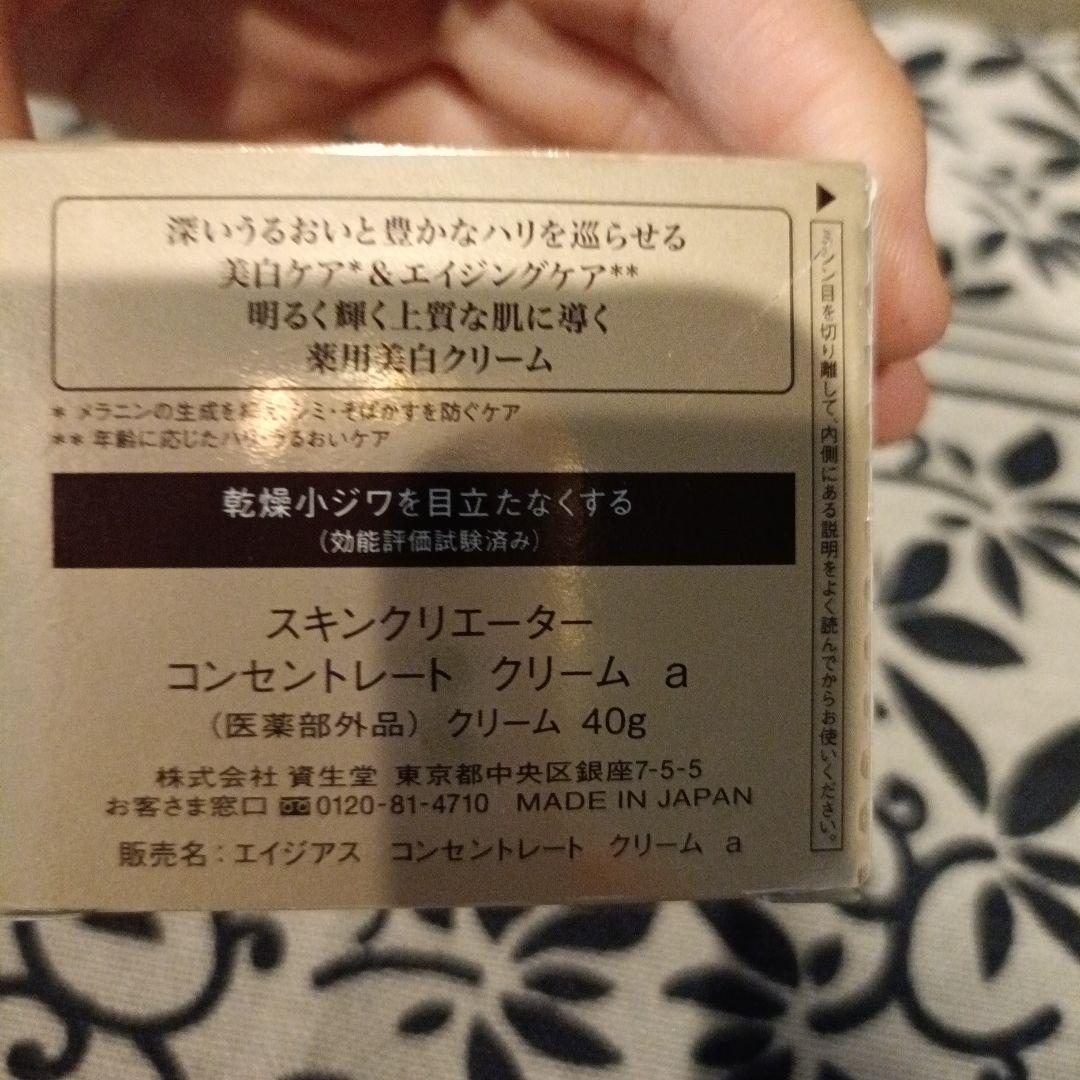 深いうるおいと豊かなハリを巡らせる
美白ケア*&エイジングケア**
明るく輝く上質な肌に導く
薬用美白クリーム
* メラニンの生成を抑え、シミ・そばかすを防ぐケア
** 年齢に応じたハリ・うるおいケア
乾燥小ジワを目立たなくする
(効能評価試験済み)
スキンクリエーター
コンセントレート クリーム a
(医薬部外品) クリーム 40g
株式会社 資生堂 東京都中央区銀座7-5-5
お客さま窓口 0120-81-4710 MADE IN JAPAN
販売名:エイジアス コンセントレート クリーム a
ミシン目を切り離して、内側にある説明をよく読んでからお使いください。